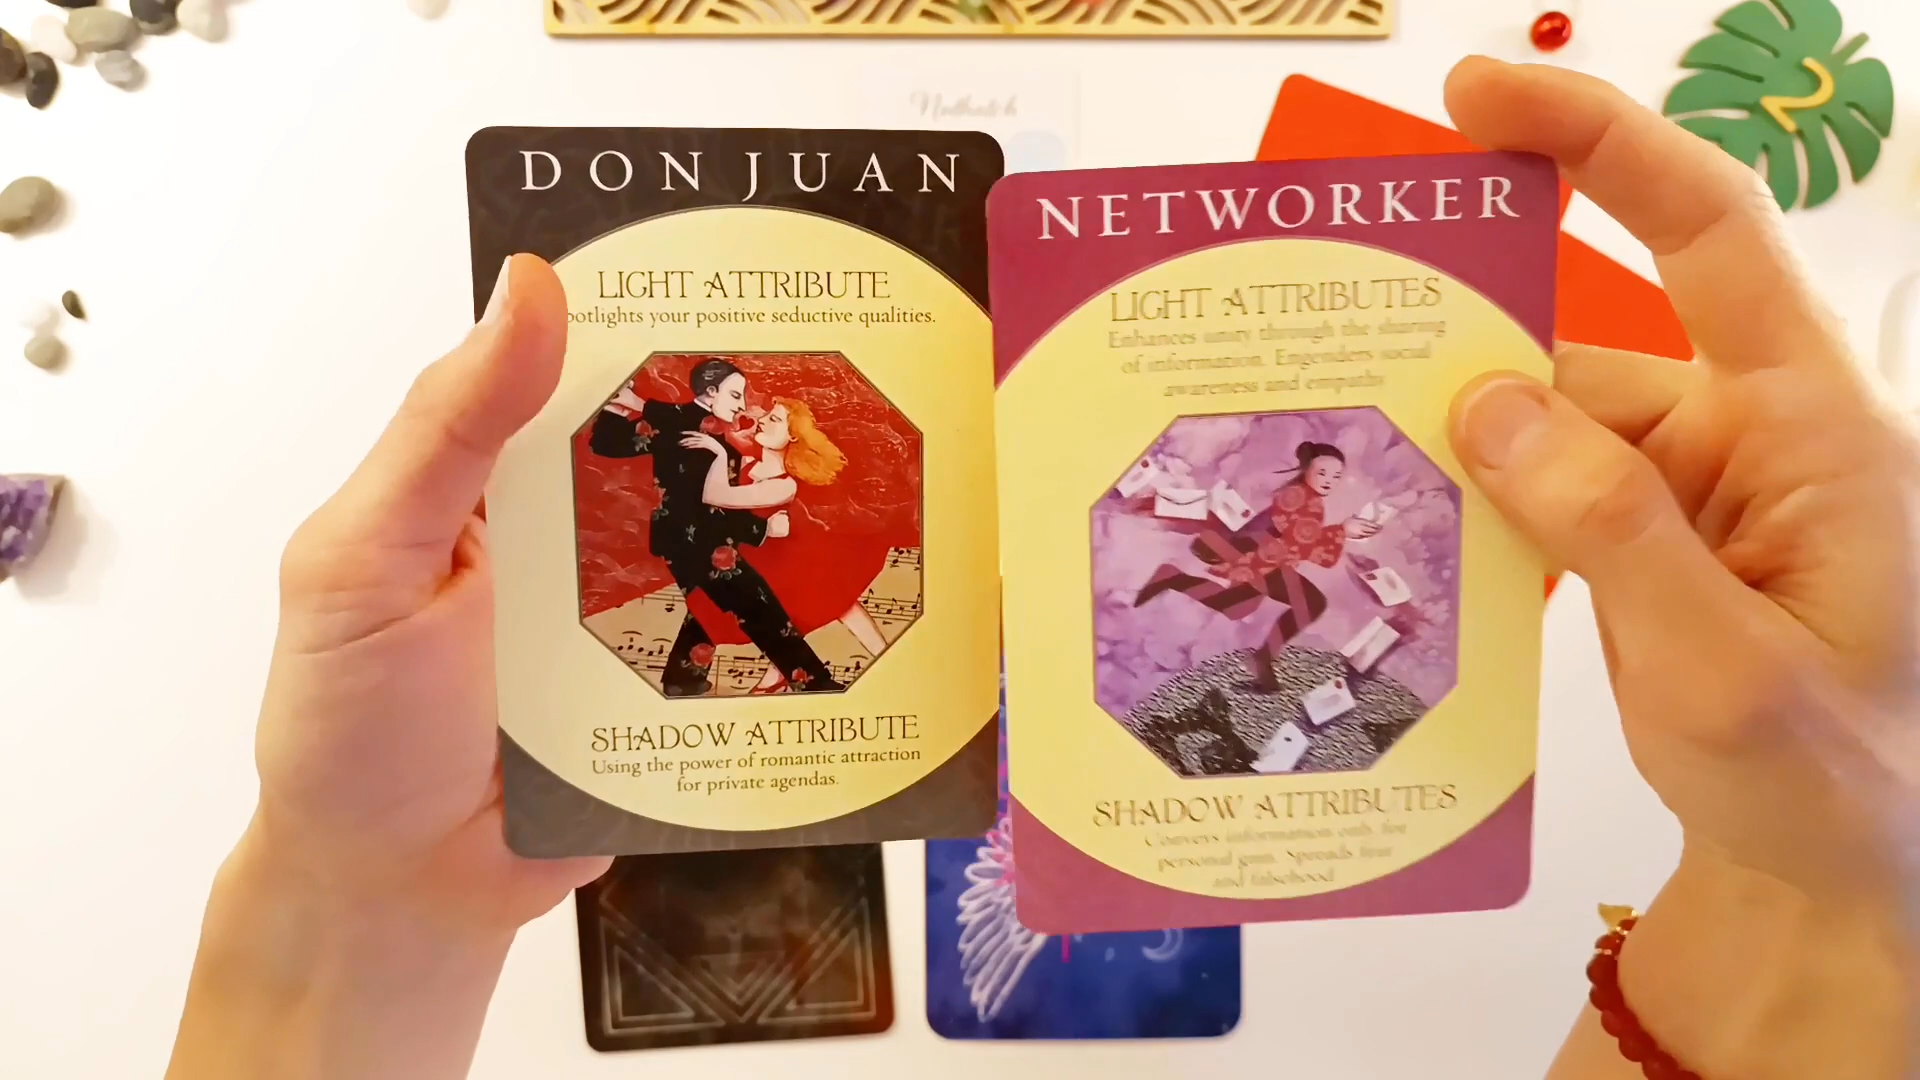 DON JUAN
LIGHT ATTRIBUTE
potlights your positive seductive qualities.
SHADOW ATTRIBUTE
Using the power of romantic attraction
for private agendas.
NETWORKER
LIGHT ATTRIBUTES
Enhances unity through the sharing
of information. Engenders social
awareness and empathy
SHADOW ATTRIBUTES
Conveys information only for
personal gain. Spreads fear
and falsehood
2